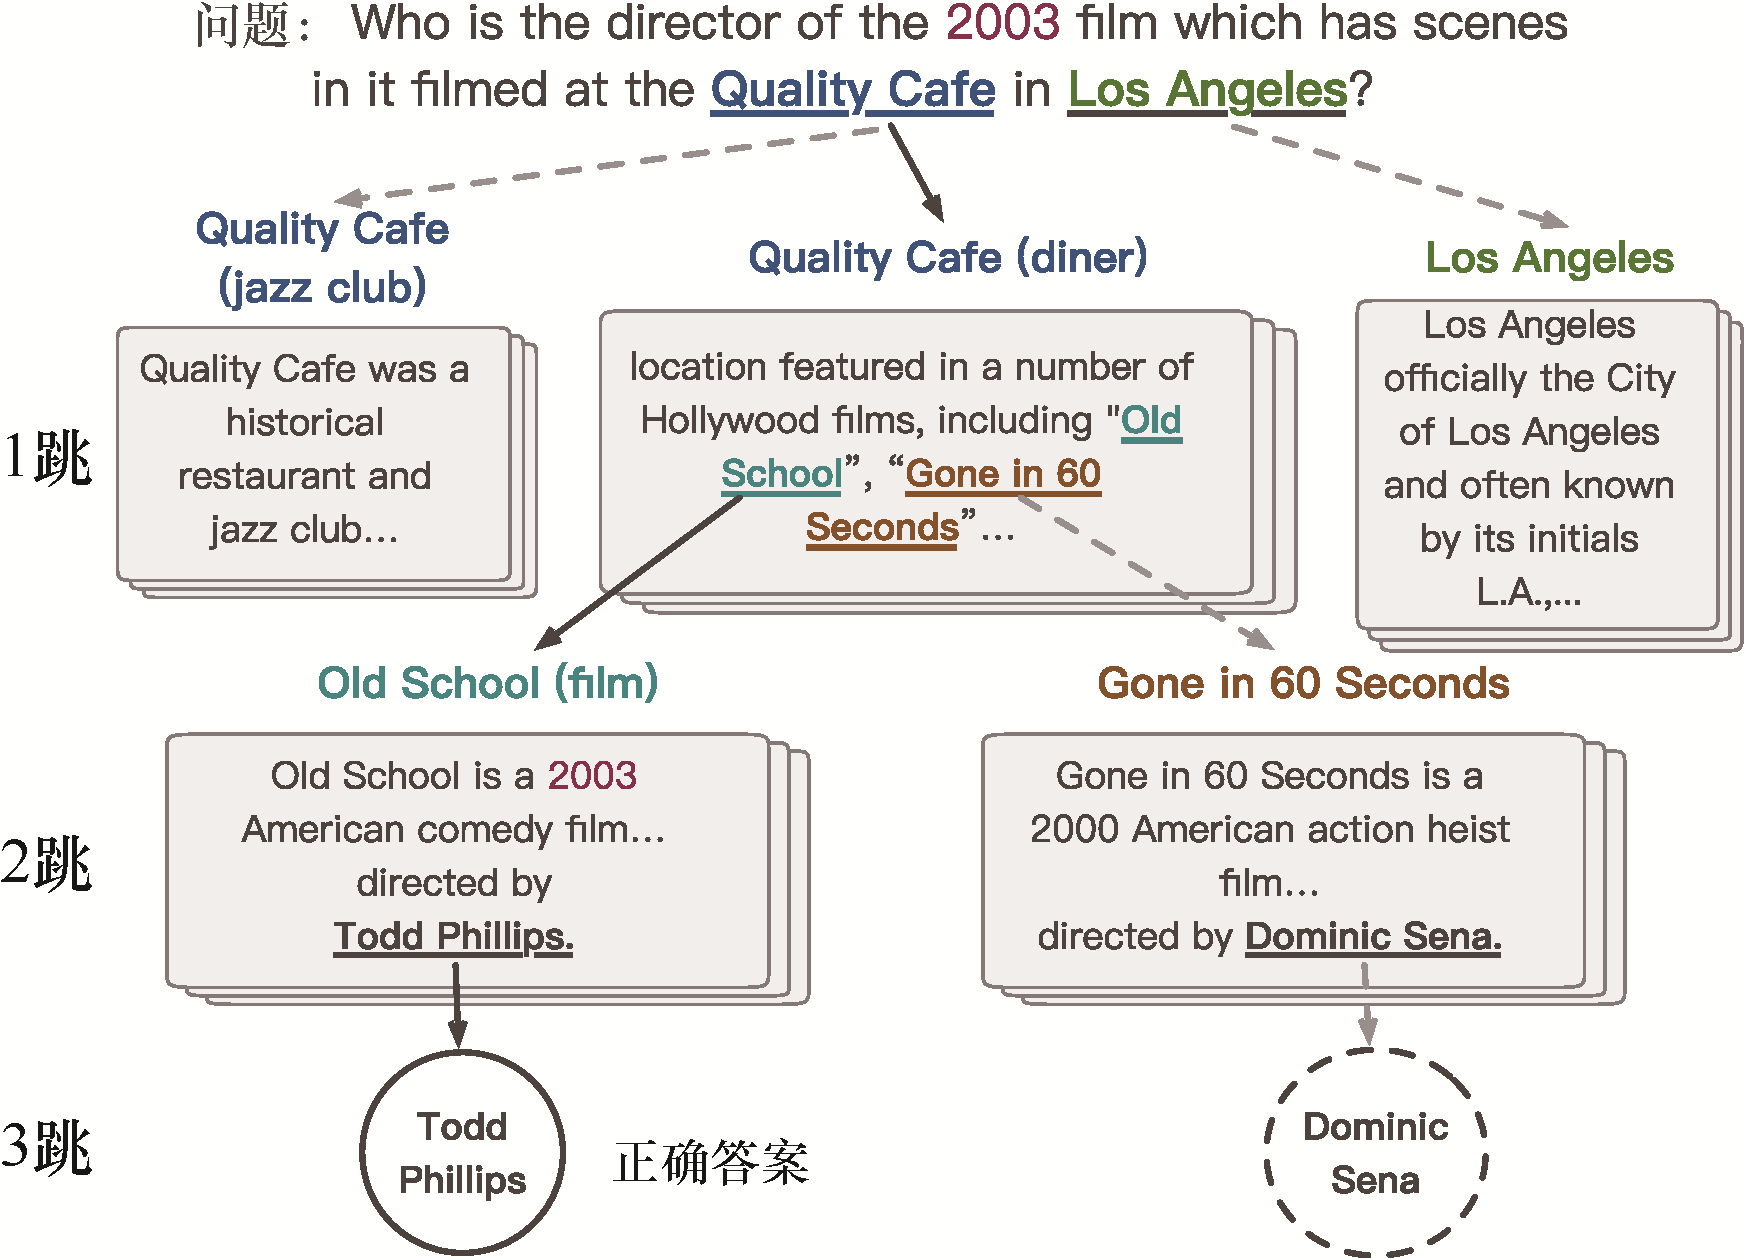 问题： Who is the director of the 2003 film which has scenes
in it filmed at the Quality Cafe in Los Angeles?
Quality Cafe
(jazz club)
Quality Cafe (diner)
Los Angeles
1跳
Quality Cafe was a
historical
restaurant and
jazz club...
location featured in a number of
Hollywood films, including "Old
School”, “Gone in 60
Seconds”...
Los Angeles
officially the City
of Los Angeles
and often known
by its initials
L.A.,...
Old School (film)
Gone in 60 Seconds
2跳
Old School is a 2003
American comedy film...
directed by
Todd Phillips.
Gone in 60 Seconds is a
2000 American action heist
film...
directed by Dominic Sena.
3跳
Todd
Phillips
正确答案
Dominic
Sena